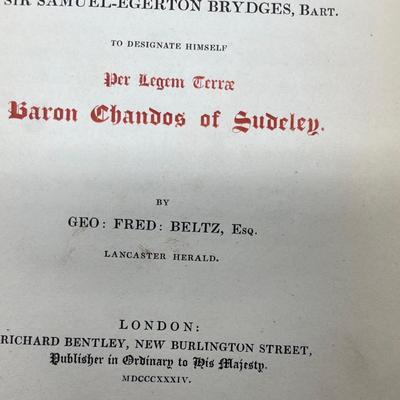 SIR SAMUEL-EGERTON BRYDGES, BART.
TO DESIGNATE HIMSELF
Per Legem Terræ
Baron Chandos of Sudeley.
BY
GEO: FRED: BELTZ, ESQ.
LANCASTER HERALD.
LONDON:
RICHARD BENTLEY, NEW BURLINGTON STREET,
Publisher in Ordinary to His Majesty.
MDCCCXXXIV.